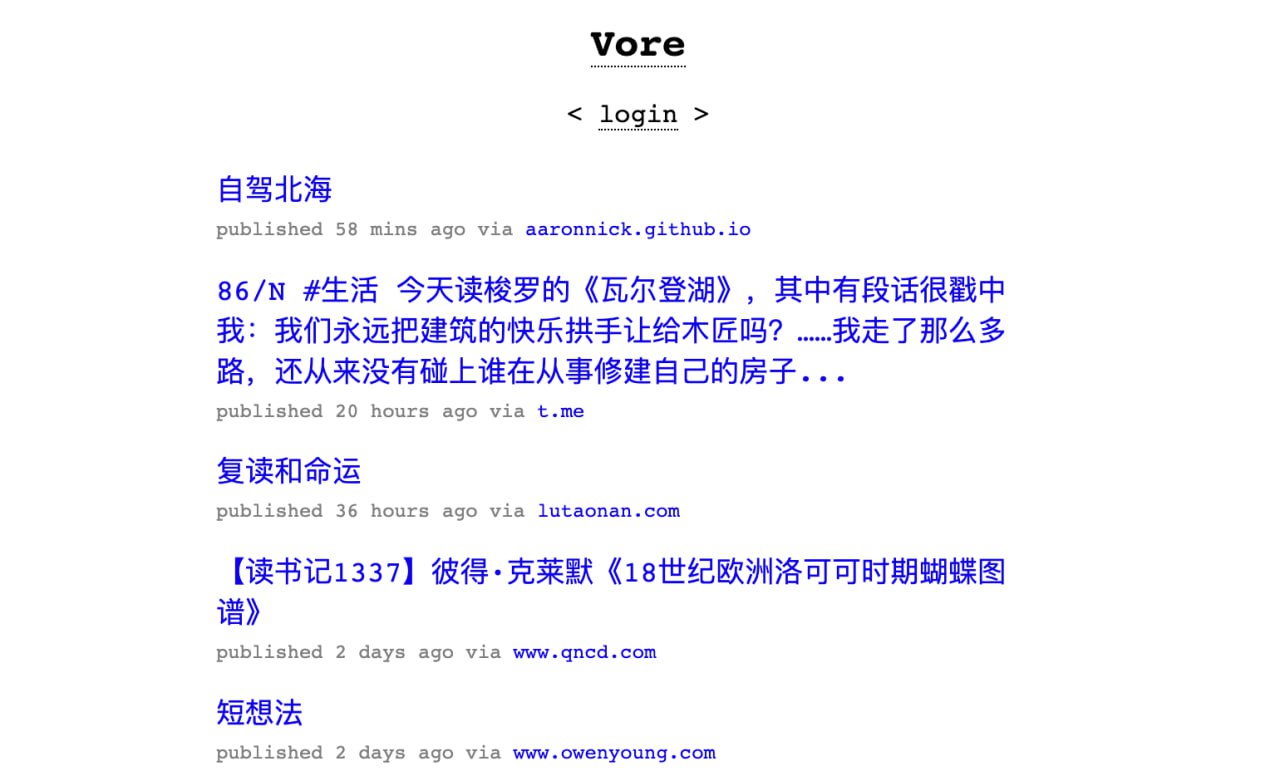 Vore
< login >
自驾北海
published 58 mins ago via aaronnick.github.io
86/N #生活 今天读梭罗的《瓦尔登湖》，其中有段话很戳中
我：我们永远把建筑的快乐拱手让给木匠吗？……我走了那么多
路，还从来没有碰上谁在从事修建自己的房子...
published 20 hours ago via t.me
复读和命运
published 36 hours ago via lutaonan.com
【读书记1337】彼得·克莱默《18世纪欧洲洛可可时期蝴蝶图
谱》
published 2 days ago via www.qncd.com
短想法
published 2 days ago via www.owenyoung.com